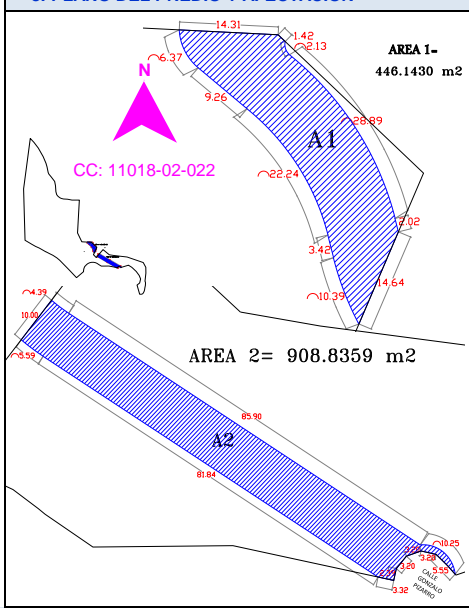 14.31
1.42
2.13
6.37
AREA 1=
446.1430 m2
N
9.26
28.89
A1
CC: 11018-02-022
22.24
2.02
3.42
14.64
10.39
4.39
10.00
5.59
AREA 2= 908.8359 m2
85.90
A2
81.84
10.25
3.28
3.20
5.55
3.32
CALLE
GONZALO
PIZARRO